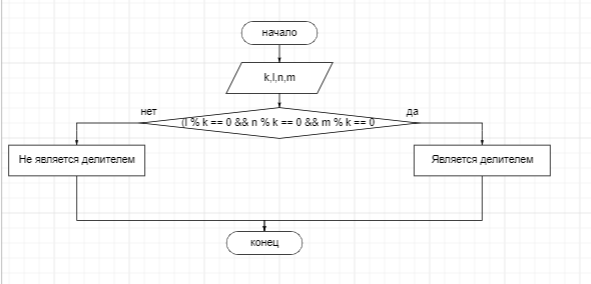 начало
k,l,n,m
нет
да
(l % k == 0 && n % k == 0 && m % k == 0
Не является делителем
Является делителем
конец